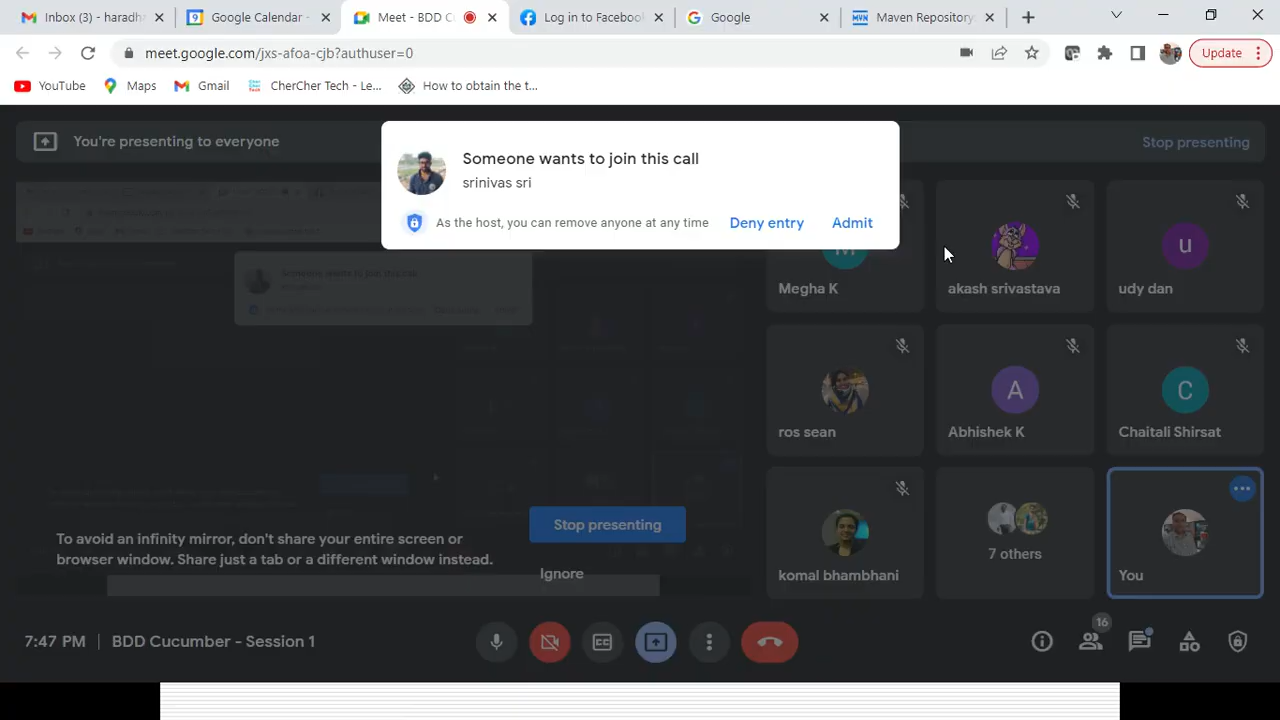 Inbox (3) - haradha
Google Calendar -
Meet - BDD C
Log in to Facebook
Google
Maven Repository
meet.google.com/jxs-afoa-cjb?authuser=0
Update
YouTube
Maps
Gmail
CherCher Tech - Le...
How to obtain the t...
You're presenting to everyone
Stop presenting
Someone wants to join this call
srinivas sri
As the host, you can remove anyone at any time
Deny entry
Admit
M
u
Megha K
akash srivastava
udy dan
A
C
ros sean
Abhishek K
Chaitali Shirsat
To avoid an infinity mirror, don't share your entire screen or
browser window. Share just a tab or a different window instead.
Stop presenting
Ignore
komal bhambhani
7 others
You
7:47 PM | BDD Cucumber - Session 1
16